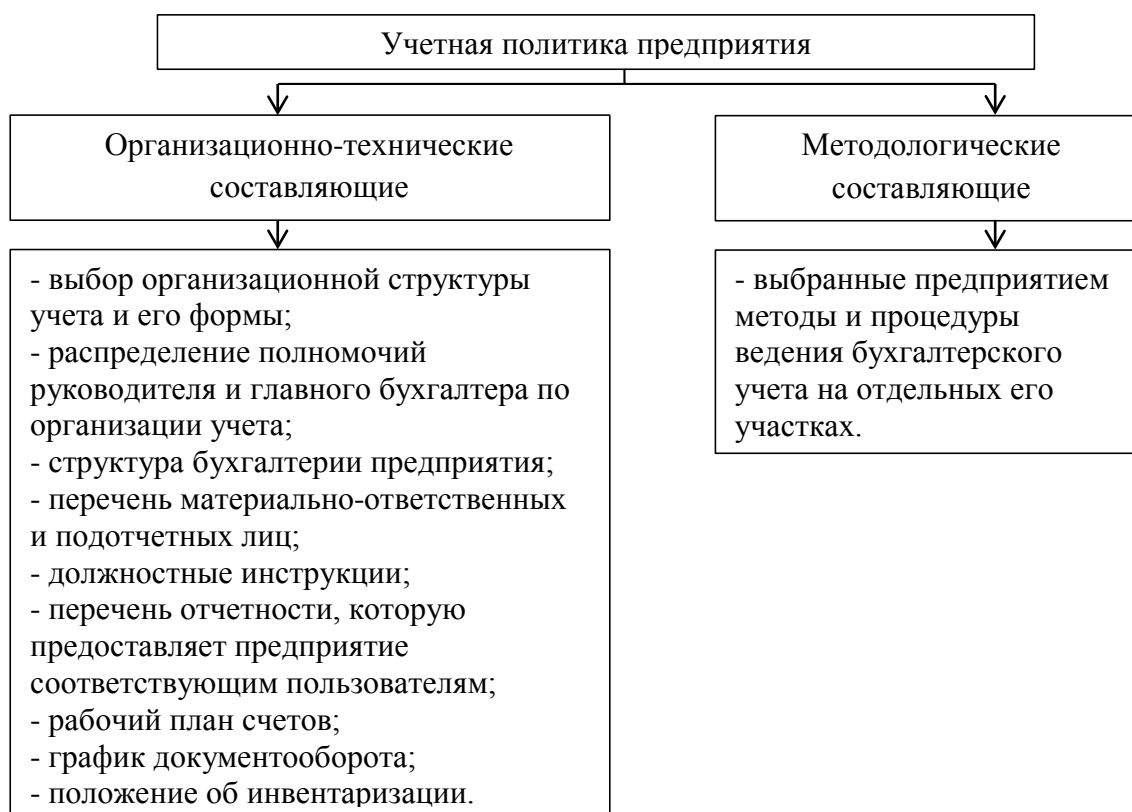 Учетная политика предприятия
Организационно-технические
составляющие
Методологические
составляющие
- выбор организационной структуры
учета и его формы;
- распределение полномочий
руководителя и главного бухгалтера по
организации учета;
- структура бухгалтерии предприятия;
- перечень материально-ответственных
и подотчетных лиц;
- должностные инструкции;
- перечень отчетности, которую
предоставляет предприятие
соответствующим пользователям;
- рабочий план счетов;
- график документооборота;
- положение об инвентаризации.
- выбранные предприятием
методы и процедуры
ведения бухгалтерского
учета на отдельных его
участках.